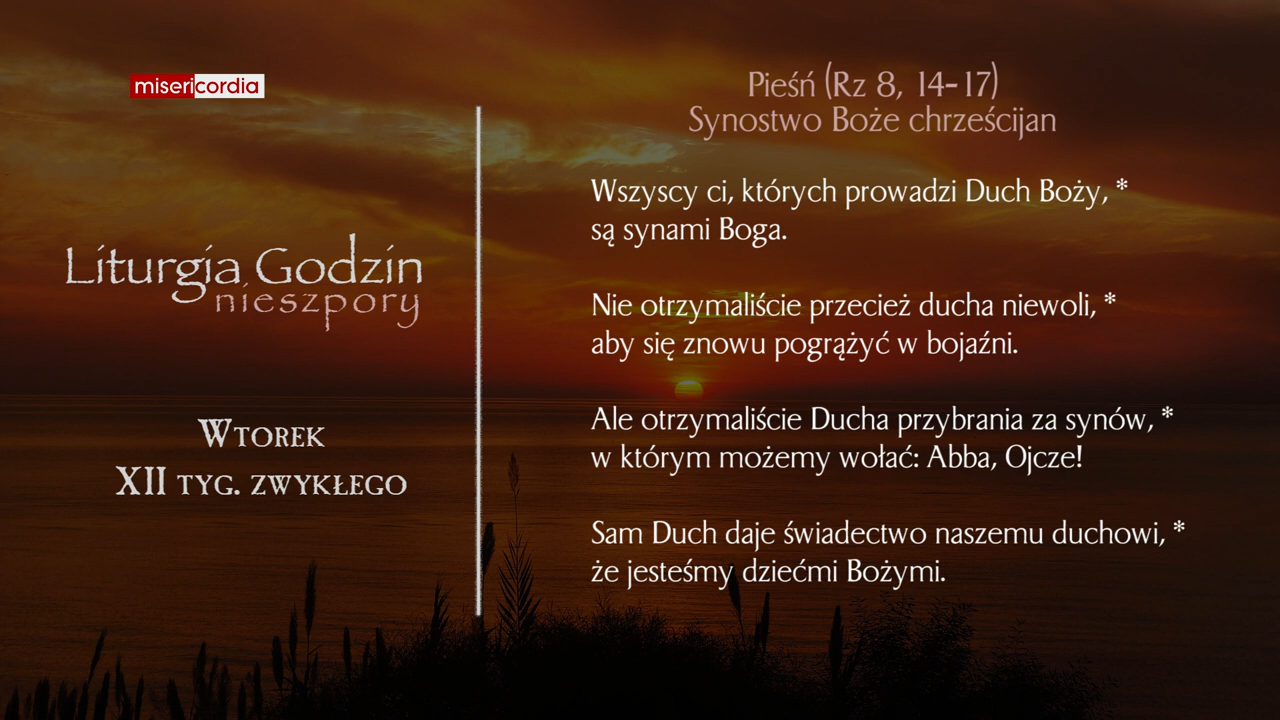 misericordia
Liturgia Godzin
nieszpory
Wtorek
XII tyg. zwykłego
Pieśń (Rz 8, 14-17)
Synostwo Boże chrześcijan
Wszyscy ci, których prowadzi Duch Boży, *
są synami Boga.
Nie otrzymaliście przecież ducha niewoli, *
aby się znowu pogrążyć w bojaźni.
Ale otrzymaliście Ducha przybrania za synów, *
w którym możemy wołać: Abba, Ojcze!
Sam Duch daje świadectwo naszemu duchowi, *
że jesteśmy dziećmi Bożymi.